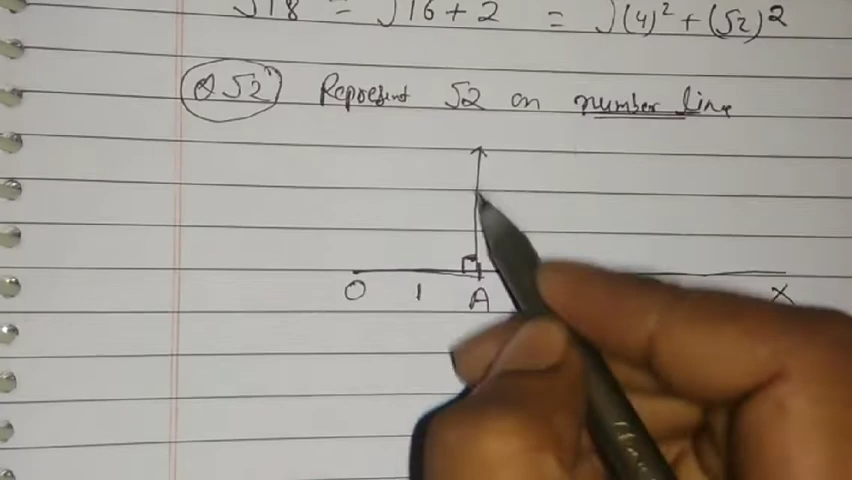 √18 = √16 + 2 = √(4)² + (√2)²
Q √2 Represent √2 on number line
O 1 A X